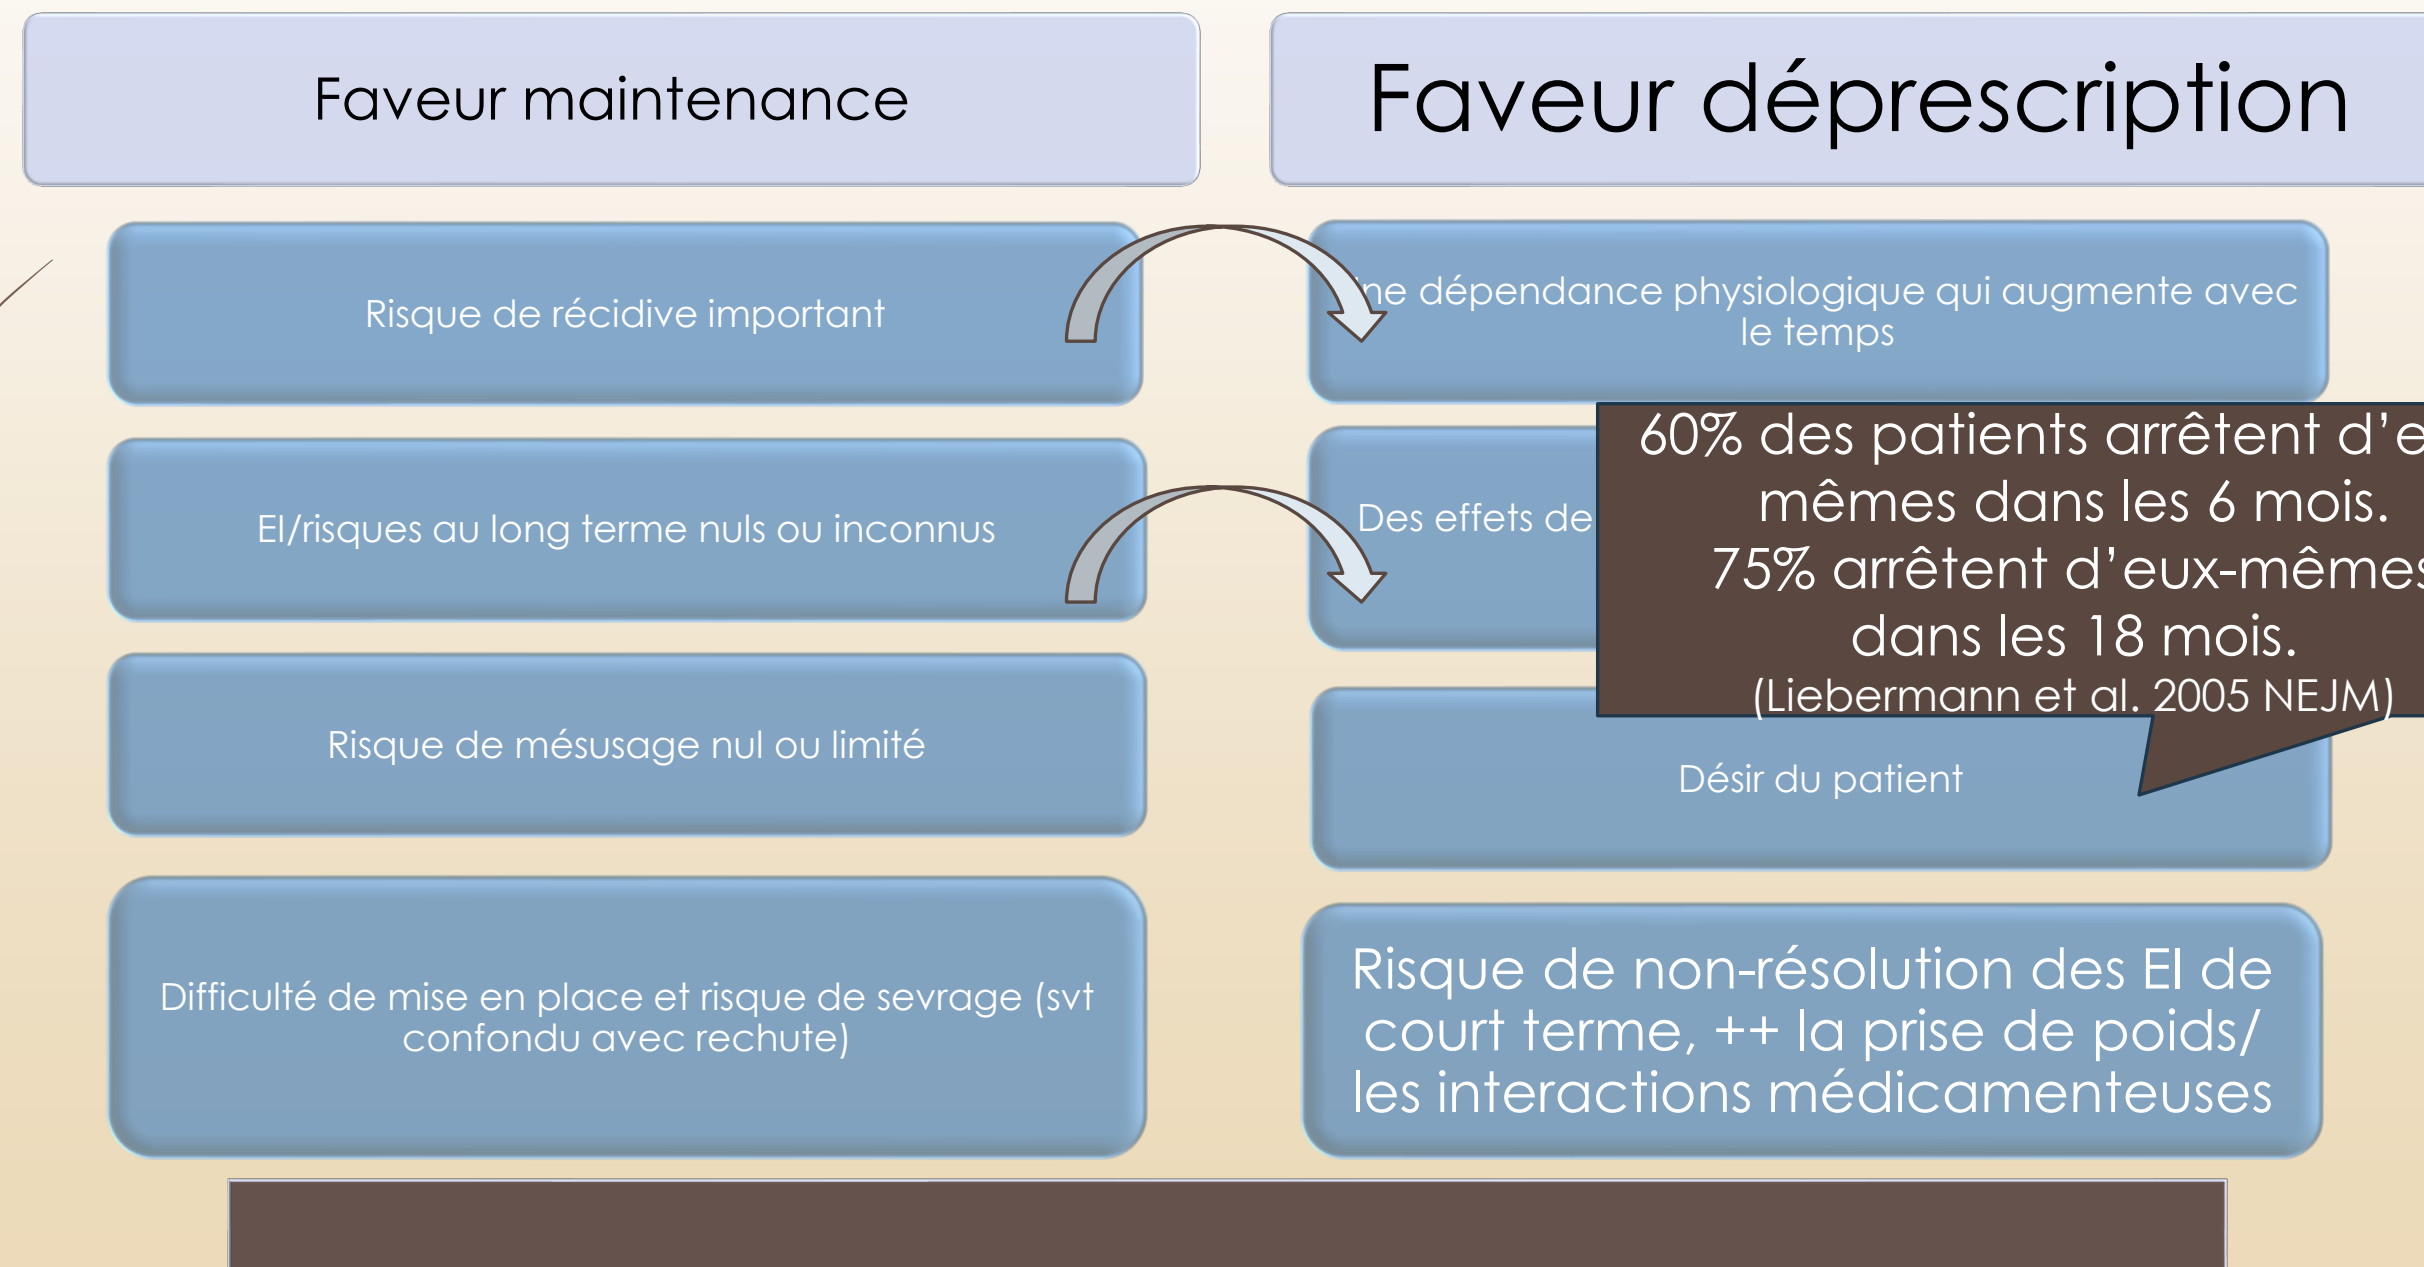 Faveur maintenance
Risque de récidive important
EI/risques au long terme nuls ou inconnus
Risque de mésusage nul ou limité
Difficulté de mise en place et risque de sevrage (svt
confondu avec rechute)
Faveur déprescription
dépendance physiologique qui augmente avec
le temps
Des effets de
60% des patients arrêtent
mêmes dans les 6 mois.
75% arrêtent d’eux-mêmes
dans les 18 mois.
(Liebermann et al. 2005 NEJM)
Désir du patient
Risque de non-résolution des EI de
court terme, ++ la prise de poids/
les interactions médicamenteuses